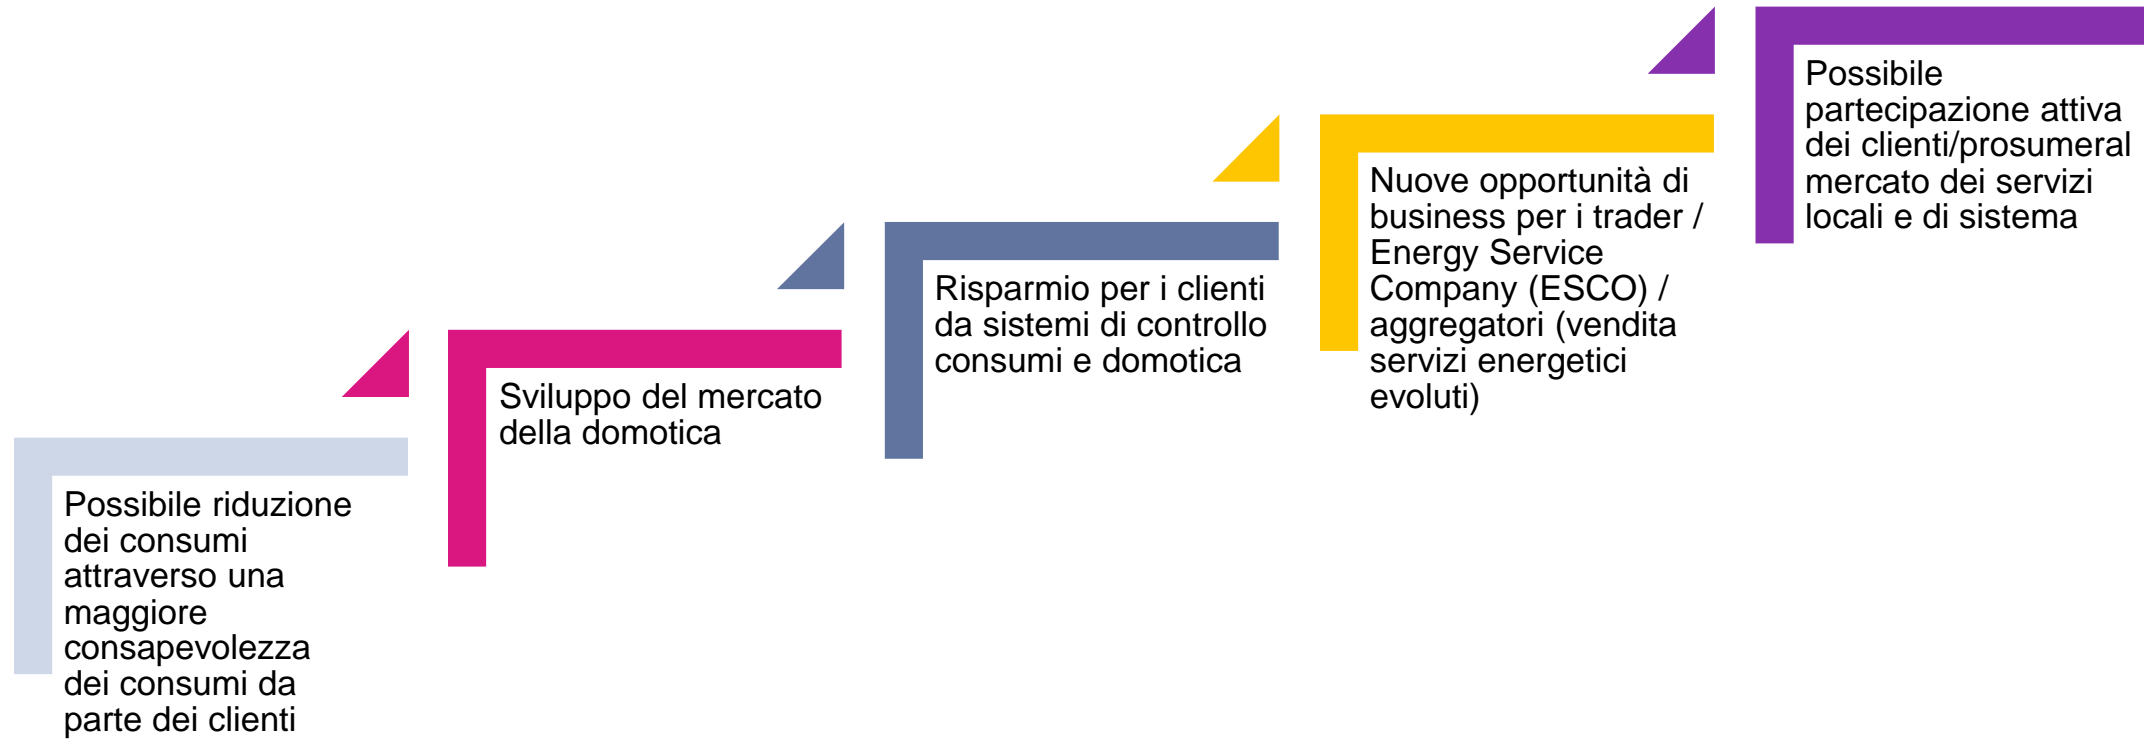 Possibile riduzione
dei consumi
attraverso una
maggiore
consapevolezza
dei consumi da
parte dei clienti
Sviluppo del mercato
della domotica
Risparmio per i clienti
da sistemi di controllo
consumi e domotica
Nuove opportunità di
business per i trader /
Energy Service
Company (ESCO) /
aggregatori (vendita
servizi energetici
evoluti)
Possibile
partecipazione attiva
dei clienti/prosumeral
mercato dei servizi
locali e di sistema